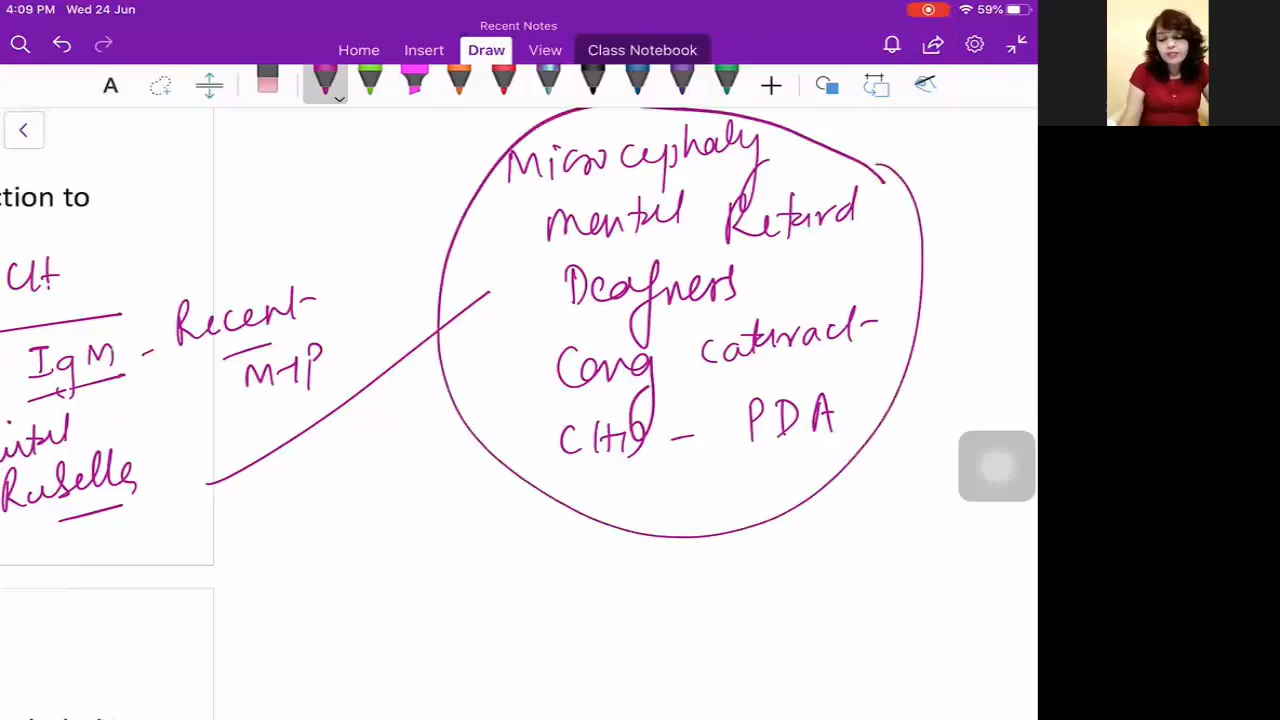 4:09 PM Wed 24 Jun
Recent Notes
59%
Home Insert Draw View Class Notebook
A
ction to
Microcephaly
Mental Retard
Deafness
Cong cataract
CHD - PDA
IgM - Recent
MTP
Rubella